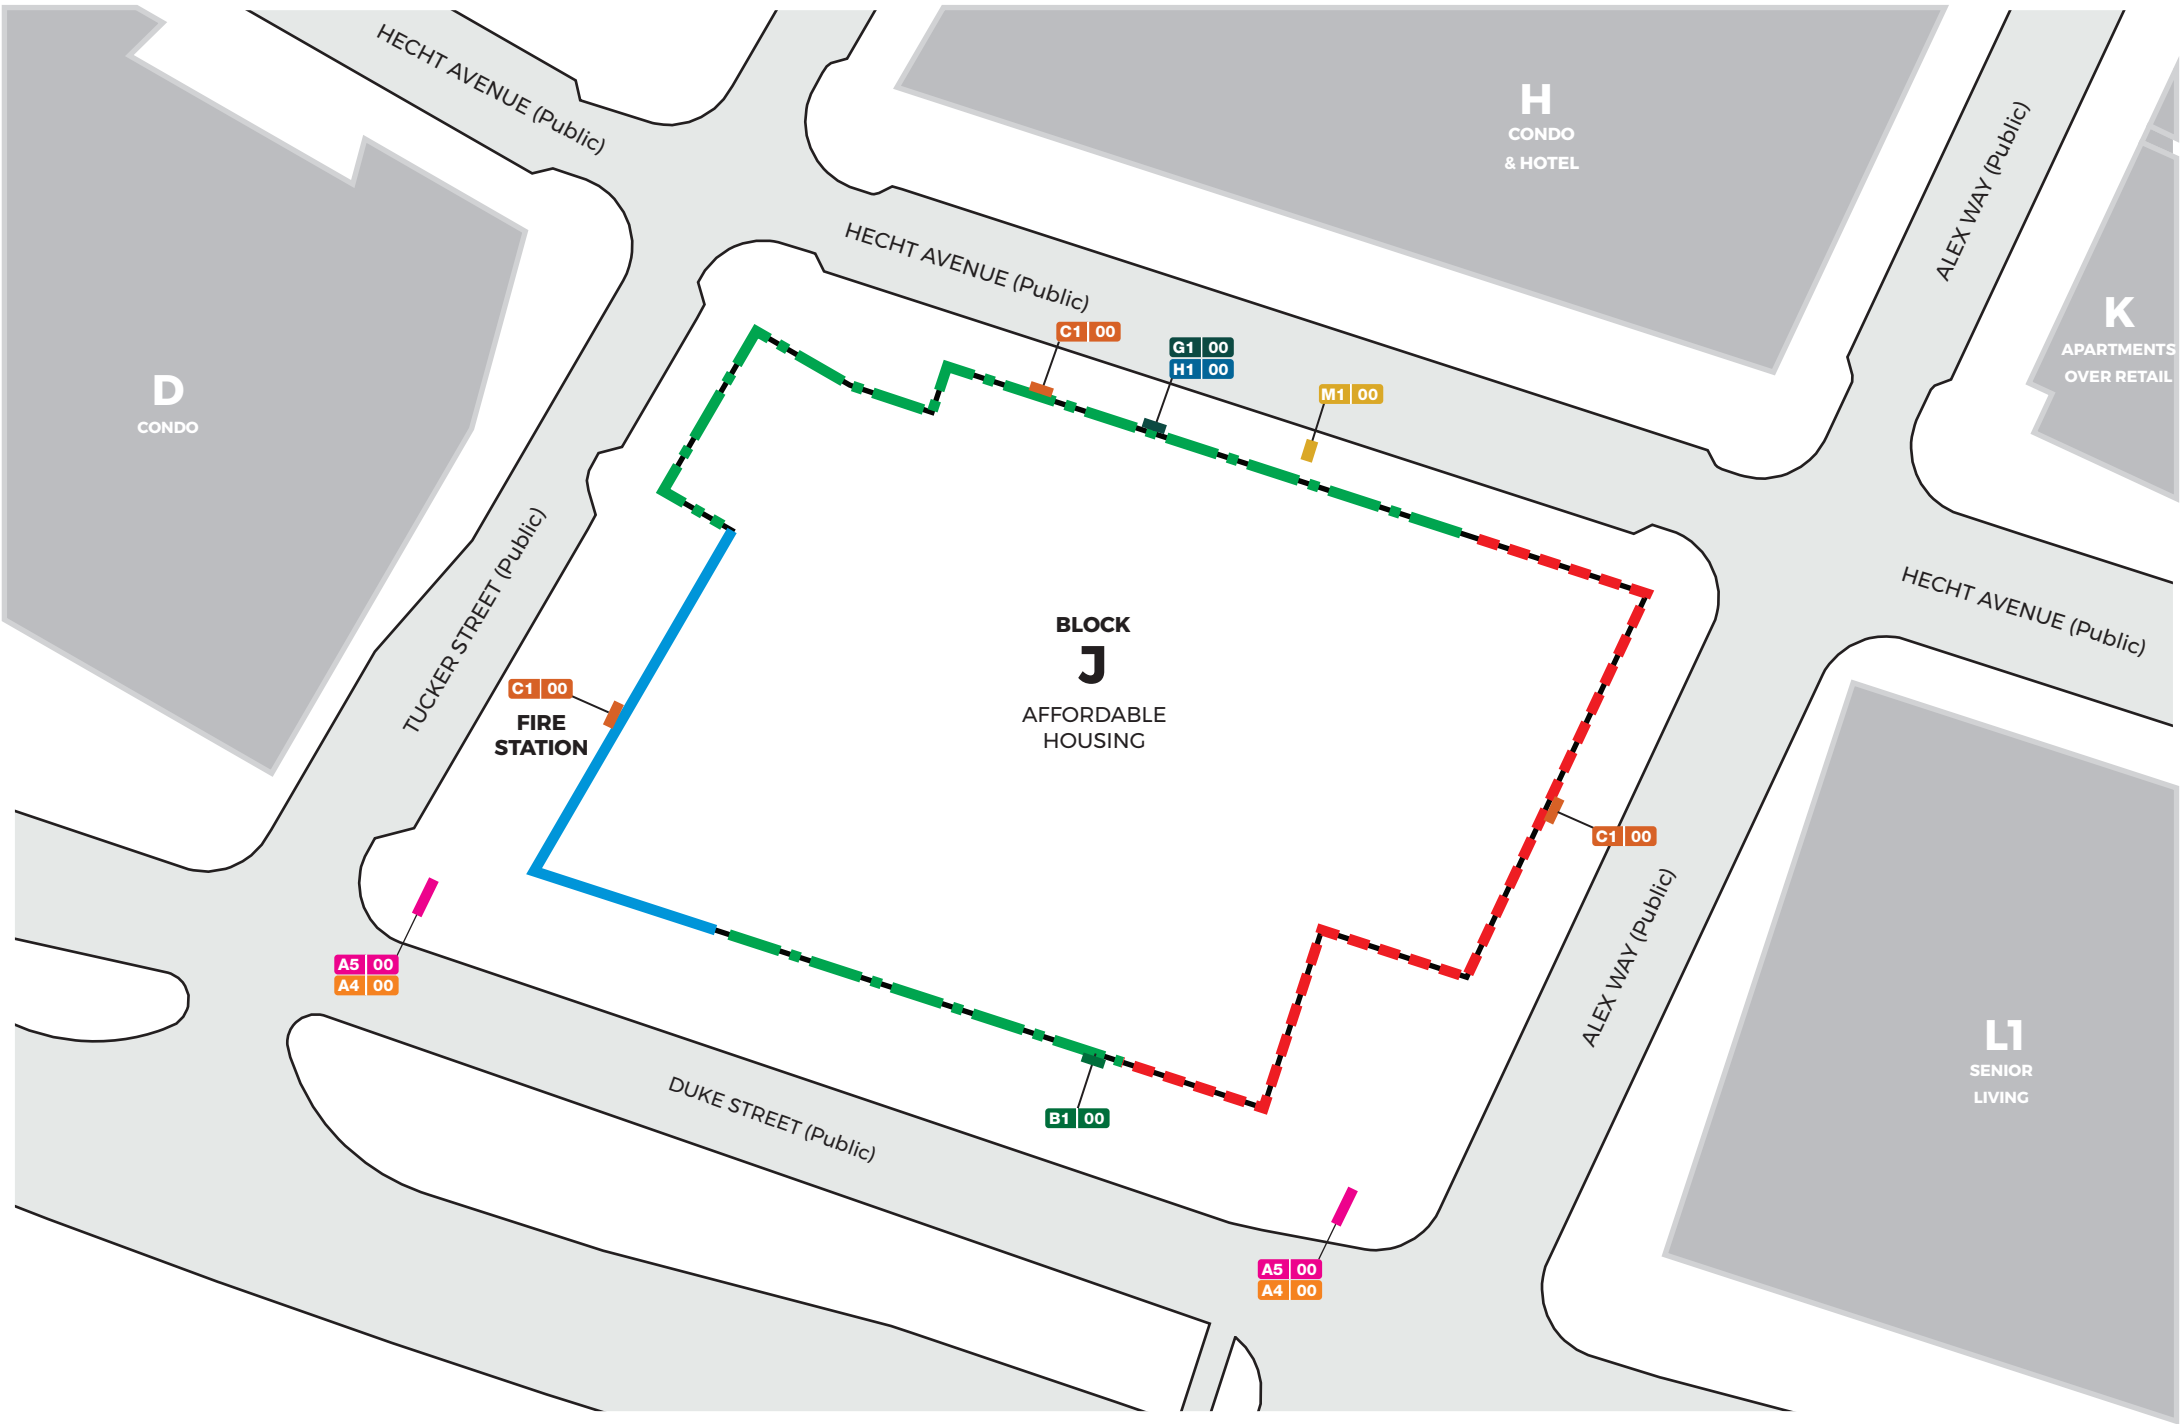 HECHT AVENUE (Public)
H
CONDO
& HOTEL
ALEX WAY (Public)
HECHT AVENUE (Public)
K
APARTMENTS
OVER RETAIL
C1 00
G1 00
H1 00
M1 00
D
CONDO
TUCKER STREET (Public)
HECHT AVENUE (Public)
BLOCK
J
AFFORDABLE
HOUSING
C1 00
FIRE
STATION
C1 00
ALEX WAY (Public)
A5 00
A4 00
L1
SENIOR
LIVING
DUKE STREET (Public)
B1 00
A5 00
A4 00